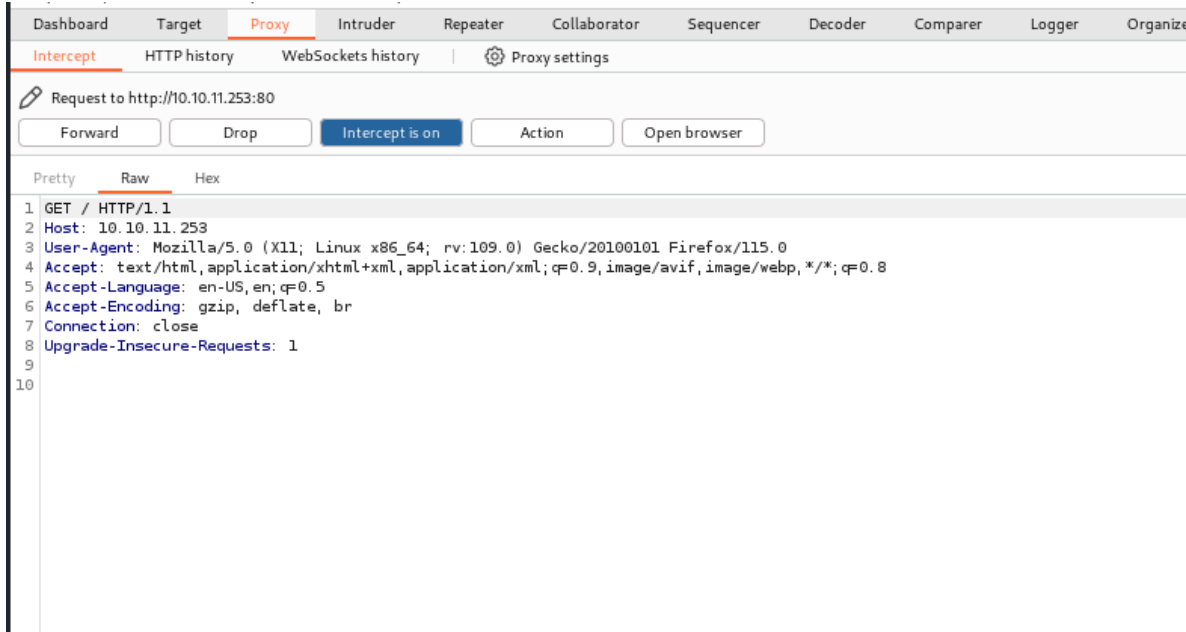 Dashboard Target Proxy Intruder Repeater Collaborator Sequencer Decoder Comparer Logger Organize
Intercept HTTP history WebSockets history Proxy settings
Request to http://10.10.11.253:80
Forward Drop Intercept is on Action Open browser
Pretty Raw Hex
1 GET / HTTP/1.1
2 Host: 10.10.11.253
3 User-Agent: Mozilla/5.0 (X11; Linux x86_64; rv:109.0) Gecko/20100101 Firefox/115.0
4 Accept: text/html,application/xhtml+xml,application/xml;q=0.9,image/avif,image/webp,*/*;q=0.8
5 Accept-Language: en-US,en;q=0.5
6 Accept-Encoding: gzip, deflate, br
7 Connection: close
8 Upgrade-Insecure-Requests: 1
9
10